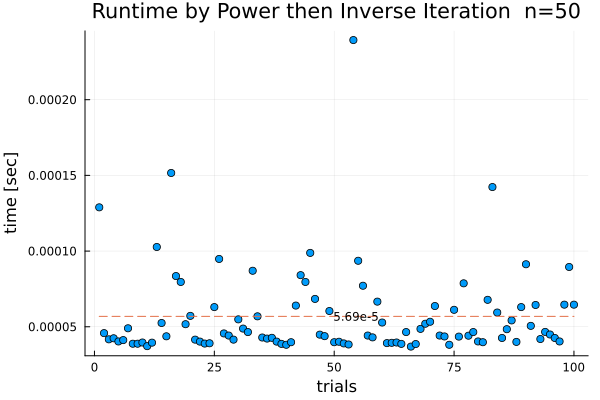 Runtime by Power then Inverse Iteration n=50
time [sec]
0.00020
0.00015
0.00010
0.00005
5.69e-5
0
25
50
75
100
trials